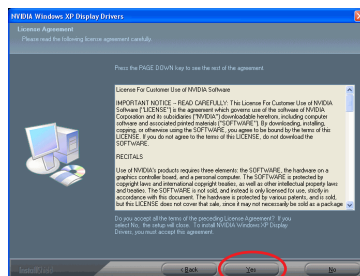 NVIDIA Windows XP Display Drivers
License Agreement
Please read the following license agreement carefully.
Press the PAGE DOWN key to see the rest of the agreement.
License For Customer Use of NVIDIA Software
IMPORTANT NOTICE -- READ CAREFULLY: This License For Customer Use of NVIDIA
Software ("LICENSE") is the agreement which governs use of the software of NVIDIA
Corporation and its subsidiaries ("NVIDIA") downloadable herefrom, including computer
software and associated printed materials ("SOFTWARE"). By downloading, installing,
copying, or otherwise using the SOFTWARE, you agree to be bound by the terms of this
LICENSE. If you do not agree to the terms of this LICENSE, do not download the
SOFTWARE.
RECITALS
Use of NVIDIA's products requires three elements: the SOFTWARE, the hardware on a
graphics controller board, and a personal computer. The SOFTWARE is protected by
copyright laws and international copyright treaties, as well as other intellectual property laws
and treaties. The SOFTWARE is not sold, and instead is only licensed for use, strictly in
accordance with this document. The hardware is protected by various patents, and is sold,
but this LICENSE does not cover that sale, since it may not necessarily be sold as a package
Do you accept all the terms of the preceding License Agreement? If you
select No, the setup will close. To install NVIDIA Windows XP Display
Drivers, you must accept this agreement.
InstallShield
< Back
Yes
No